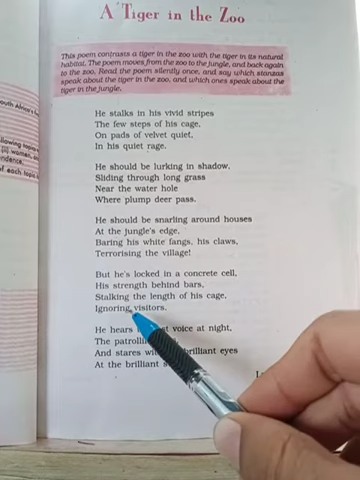 A Tiger in the Zoo
This poem contrasts a tiger in the zoo with the tiger in its natural
habitat. The poem moves from the zoo to the jungle, and back again
to the zoo. Read the poem silently once, and say which stanzas
speak about the tiger in the zoo, and which ones speak about the
tiger in the jungle.
He stalks in his vivid stripes
The few steps of his cage,
On pads of velvet quiet,
In his quiet rage.
He should be lurking in shadow,
Sliding through long grass
Near the water hole
Where plump deer pass.
He should be snarling around houses
At the jungle's edge,
Baring his white fangs, his claws,
Terrorising the village!
But he's locked in a concrete cell,
His strength behind bars,
Stalking the length of his cage,
Ignoring visitors.
He hears voice at night,
The
And stares brilliant eyes
At the brilliant